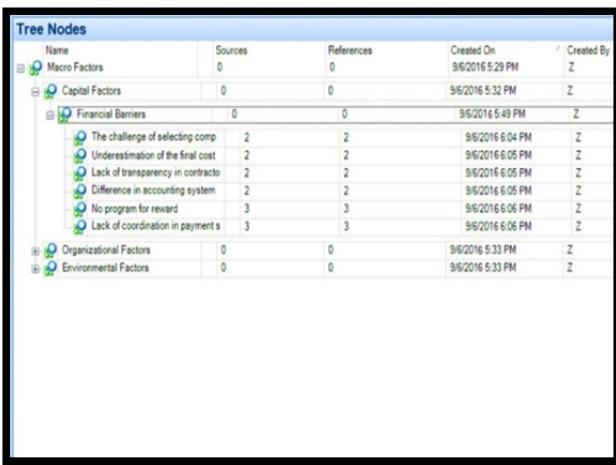 Tree Nodes
Name Sources References Created On Created By
Macro Factors 0 0 9/6/2016 5:29 PM Z
Capital Factors 0 0 9/6/2016 5:32 PM Z
Financial Barriers 0 0 9/6/2016 5:49 PM Z
The challenge of selecting comp 2 2 9/6/2016 6:04 PM Z
Underestimation of the final cost 2 2 9/6/2016 6:05 PM Z
Lack of transparency in contracto 2 2 9/6/2016 6:05 PM Z
Difference in accounting system 2 2 9/6/2016 6:05 PM Z
No program for reward 3 3 9/6/2016 6:06 PM Z
Lack of coordination in payment s 3 3 9/6/2016 6:06 PM Z
Organizational Factors 0 0 9/6/2016 5:33 PM Z
Environmental Factors 0 0 9/6/2016 5:33 PM Z